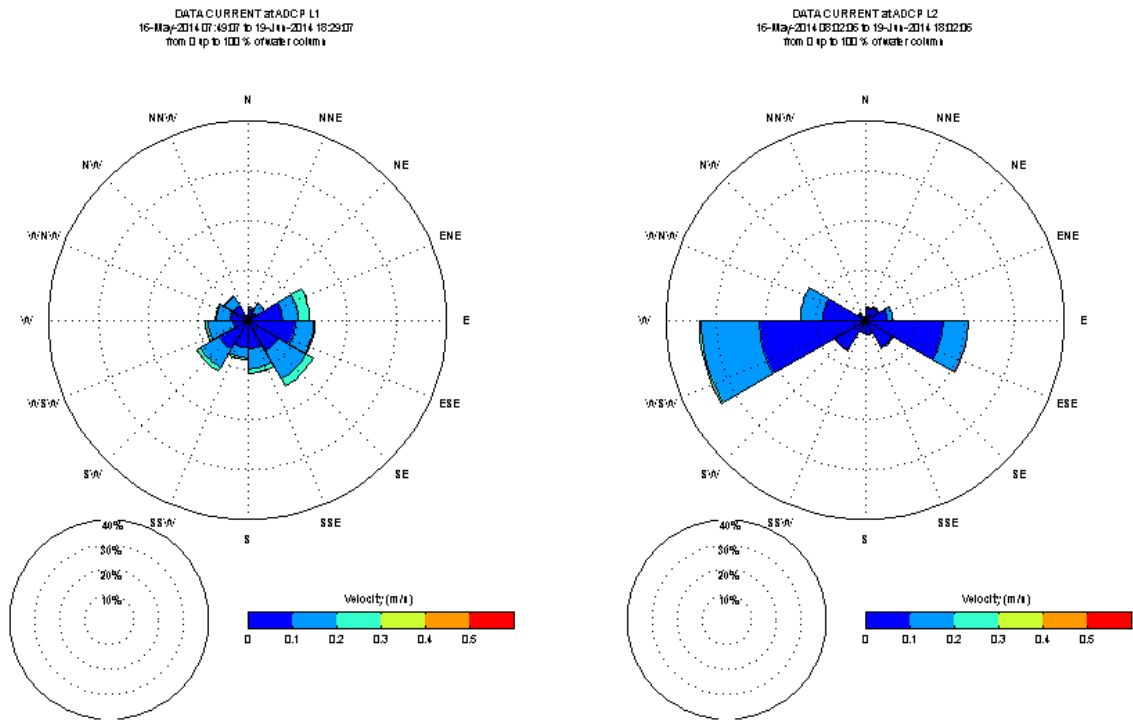 DATA CURRENT at ADCP L1
16-May-2014 07:49:07 to 19-Jun-2014 18:29:07
from 0 up to 100 % of water column
N
NNE
NE
ENE
E
ESE
SE
SSE
S
SSW
SW
WSW
W
WNW
NW
NNW
40%
30%
20%
10%
Velocity (m/s)
0 0.1 0.2 0.3 0.4 0.5
DATA CURRENT at ADCP L2
16-May-2014 08:02:06 to 19-Jun-2014 18:02:06
from 0 up to 100 % of water column
N
NNE
NE
ENE
E
ESE
SE
SSE
S
SSW
SW
WSW
W
WNW
NW
NNW
40%
30%
20%
10%
Velocity (m/s)
0 0.1 0.2 0.3 0.4 0.5